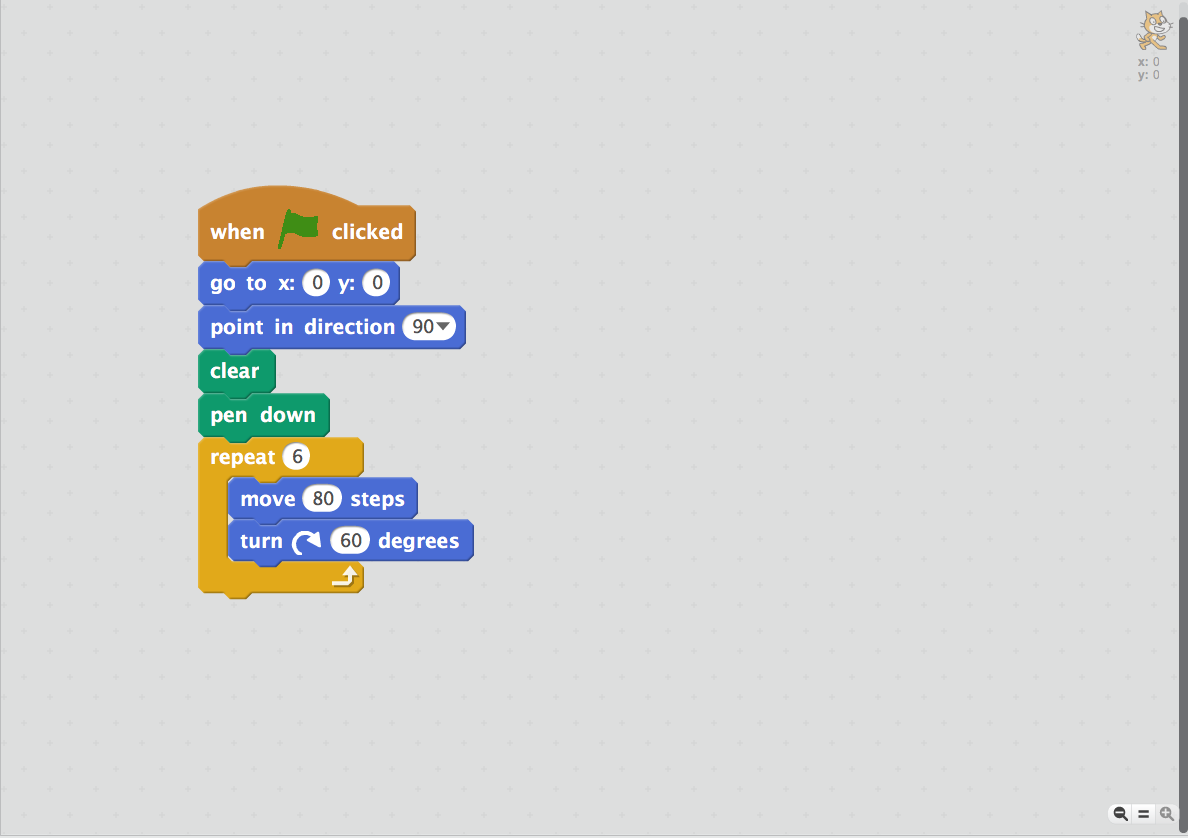 x: 0
y: 0
when clicked
go to x: 0 y: 0
point in direction 90
clear
pen down
repeat 6
move 80 steps
turn 60 degrees